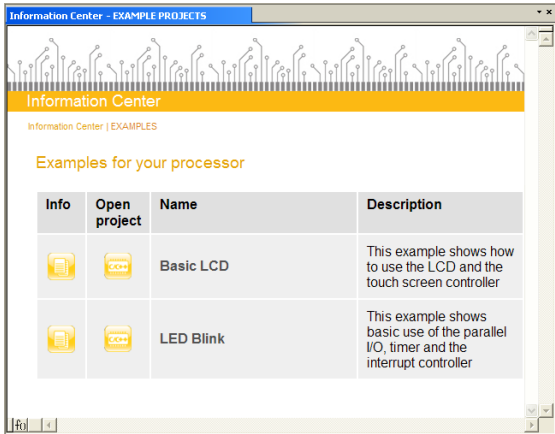 Information Center - EXAMPLE PROJECTS
Information Center
Information Center | EXAMPLES
Examples for your processor
Info Open project Name Description
Basic LCD
This example shows how
to use the LCD and the
touch screen controller
LED Blink
This example shows
basic use of the parallel
I/O, timer and the
interrupt controller
f()